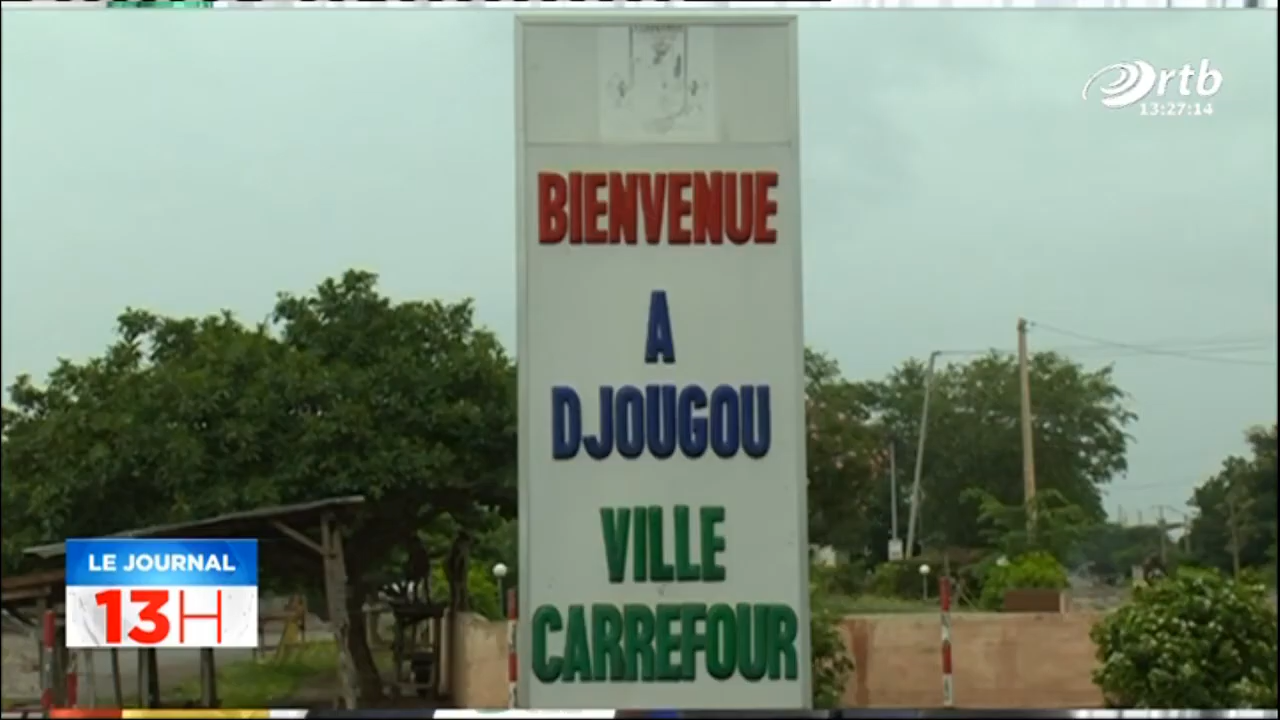 rtb
13:27:14
BIENVENUE
A
DJOUGOU
VILLE
CARREFOUR
LE JOURNAL
13H